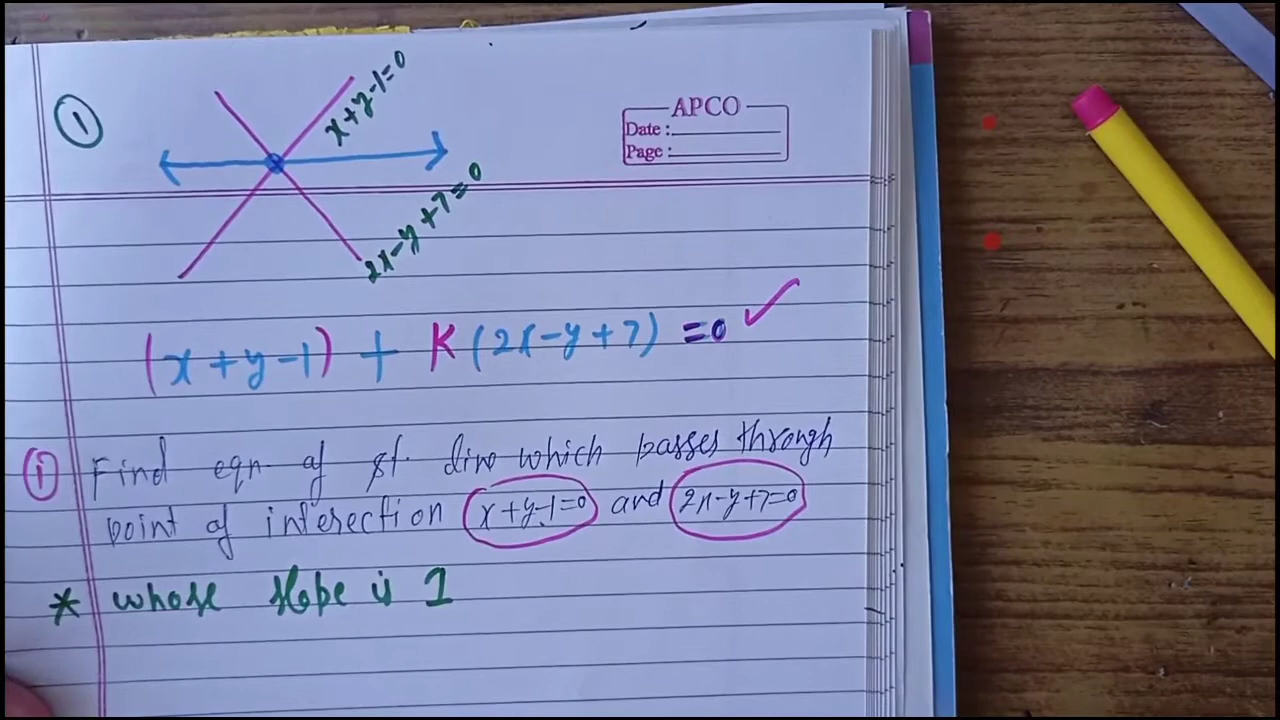 1
x+y-1=0
APCO
Date :
Page :
2x-y+7=0
(x+y-1) + K(2x-y+7) =0
i Find eqn. of st. line which passes through
point of intersection x+y-1=0 and 2x-y+7=0
* whose slope is 1